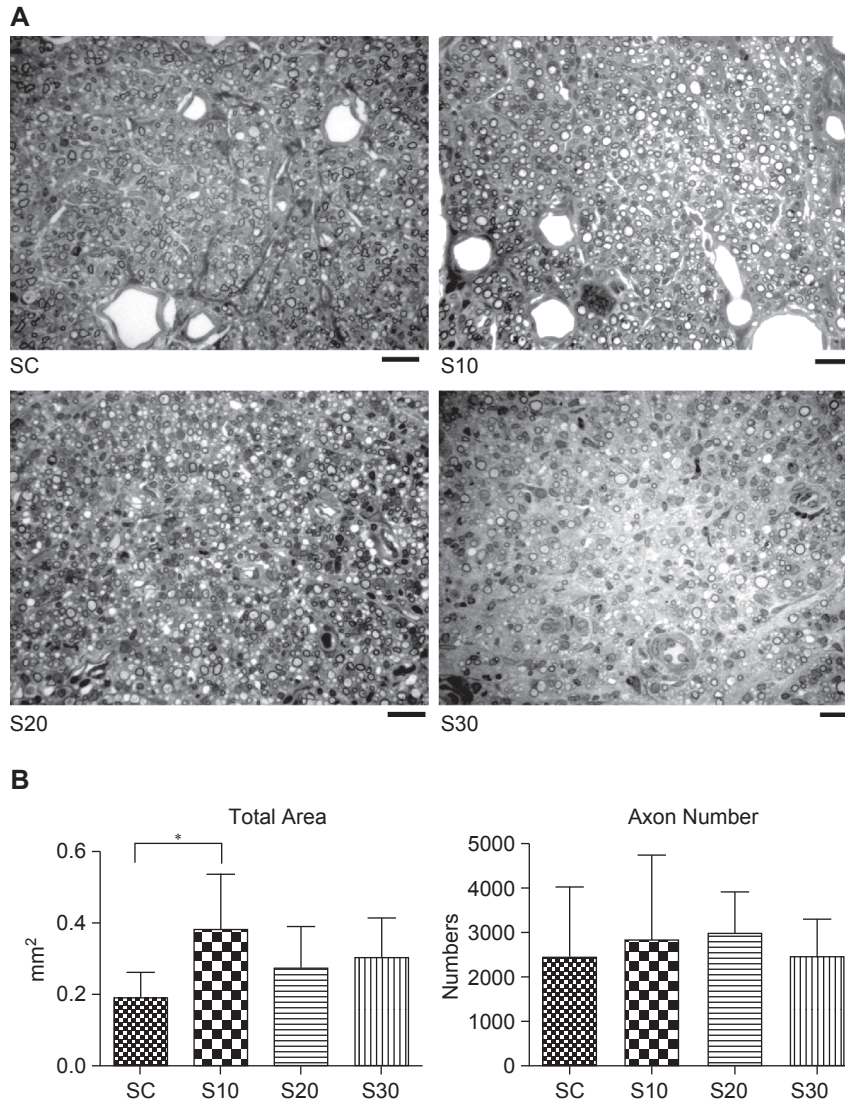 A
SC
S10
S20
S30
B
Total Area
*
mm²
0.6
0.4
0.2
0.0
SC S10 S20 S30
Axon Number
Numbers
5000
4000
3000
2000
1000
0
SC S10 S20 S30